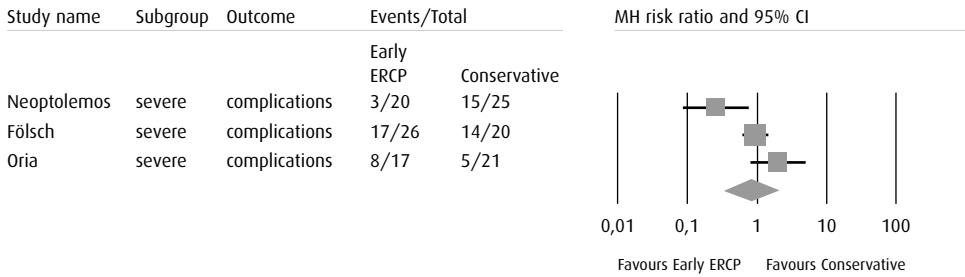 Study name Subgroup Outcome Events/Total MH risk ratio and 95% CI
Early
ERCP Conservative
Neoptolemos severe complications 3/20 15/25
Fölsch severe complications 17/26 14/20
Oria severe complications 8/17 5/21
0,01 0,1 1 10 100
Favours Early ERCP Favours Conservative